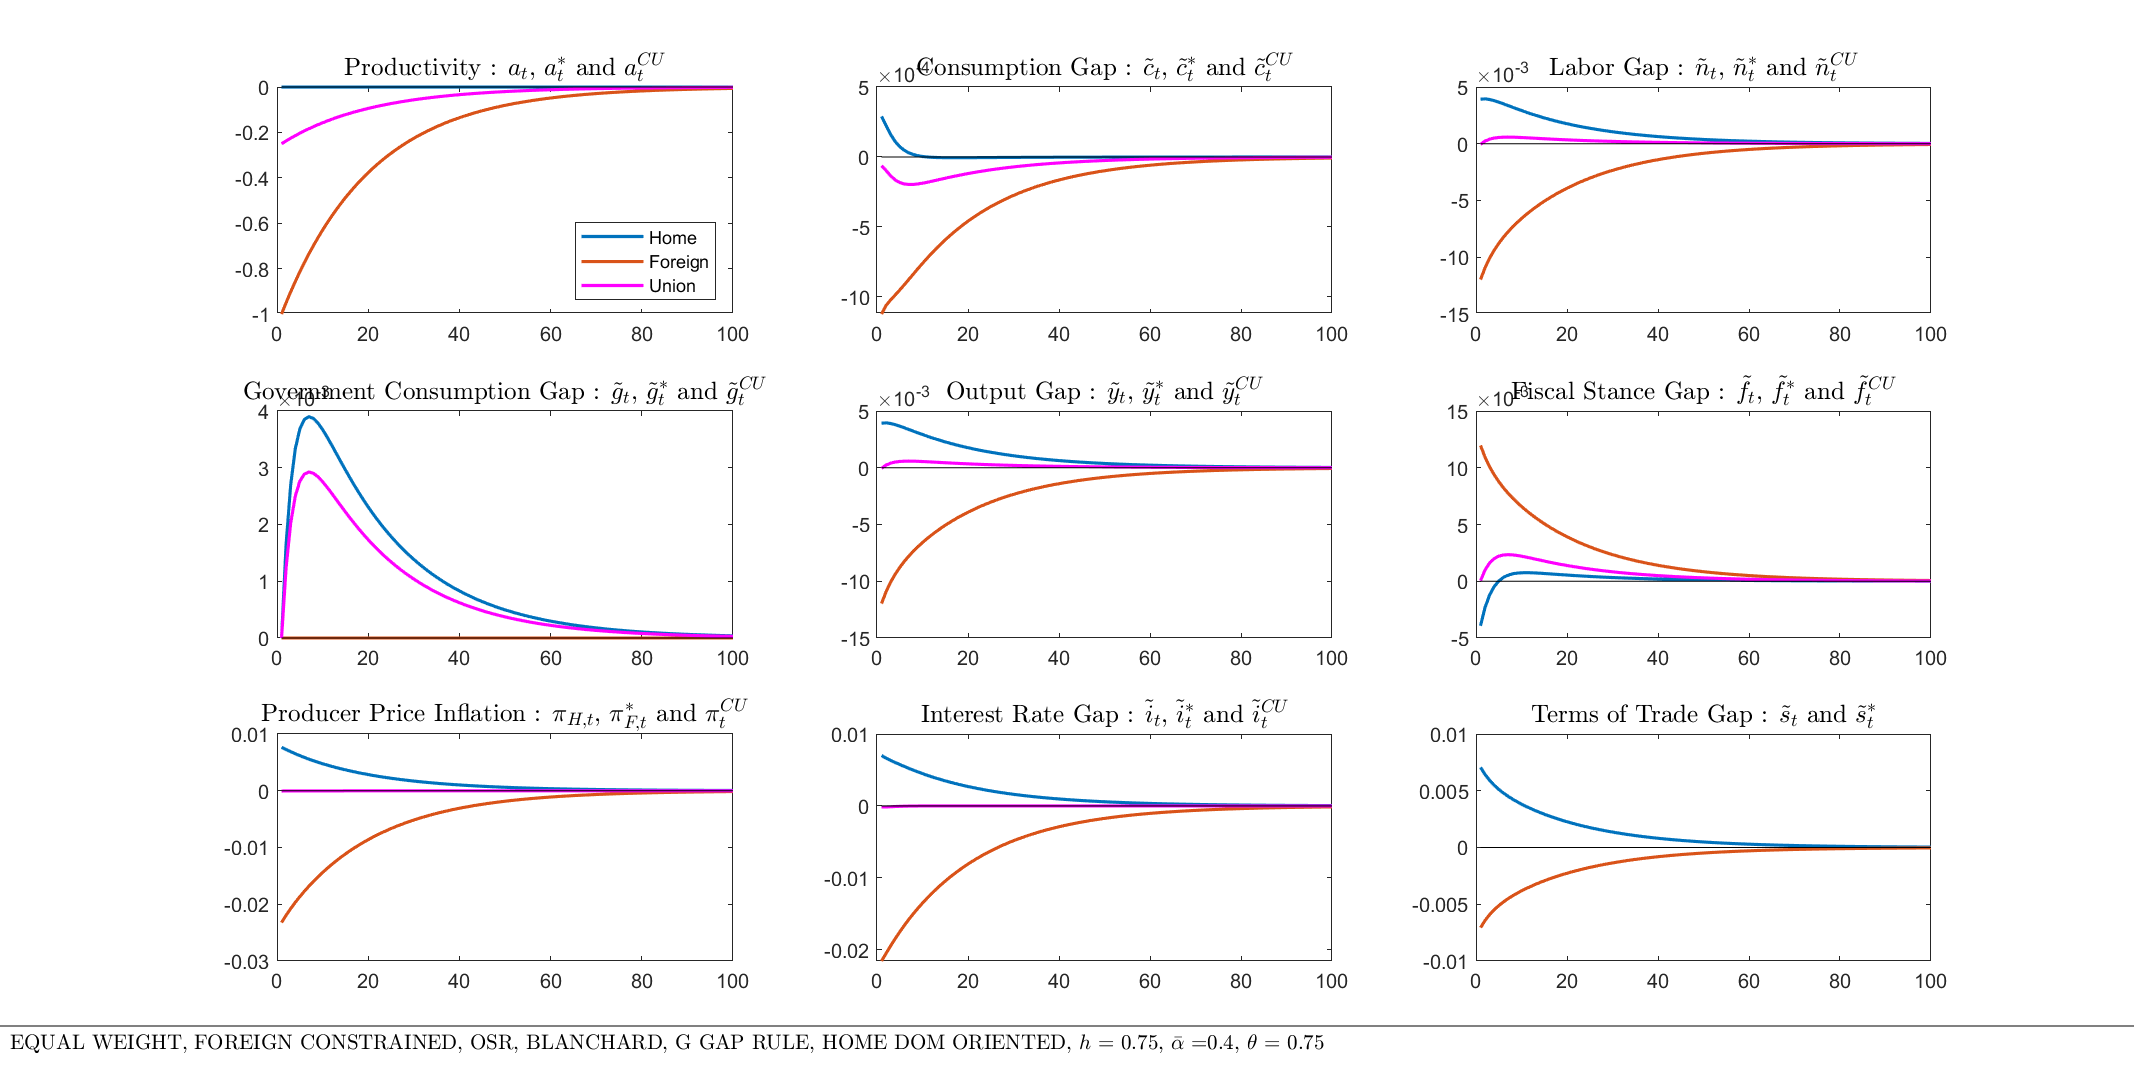 Productivity : a_t, a_t^* and a_t^{CU}
0
-0.2
-0.4
-0.6
-0.8
-1
0 20 40 60 80 100
Home
Foreign
Union
Consumption Gap : c̃_t, c̃_t^* and c̃_t^{CU}
×10^{-4}
5
0
-5
-10
0 20 40 60 80 100
Labor Gap : ñ_t, ñ_t^* and ñ_t^{CU}
×10^{-3}
5
0
-5
-10
-15
0 20 40 60 80 100
Government Consumption Gap : g̃_t, g̃_t^* and g̃_t^{CU}
×10^{-3}
4
3
2
1
0
0 20 40 60 80 100
Output Gap : ỹ_t, ỹ_t^* and ỹ_t^{CU}
×10^{-3}
5
0
-5
-10
-15
0 20 40 60 80 100
Fiscal Stance Gap : f̃_t, f̃_t^* and f̃_t^{CU}
×10^{-3}
15
10
5
0
-5
0 20 40 60 80 100
Producer Price Inflation : π_{H,t}, π_{F,t}^* and π_t^{CU}
0.01
0
-0.01
-0.02
-0.03
0 20 40 60 80 100
Interest Rate Gap : ĩ_t, ĩ_t^* and ĩ_t^{CU}
0.01
0
-0.01
-0.02
0 20 40 60 80 100
Terms of Trade Gap : s̃_t and s̃_t^*
0.01
0.005
0
-0.005
-0.01
0 20 40 60 80 100
EQUAL WEIGHT, FOREIGN CONSTRAINED, OSR, BLANCHARD, G GAP RULE, HOME DOM ORIENTED, h = 0.75, ᾱ =0.4, θ = 0.75